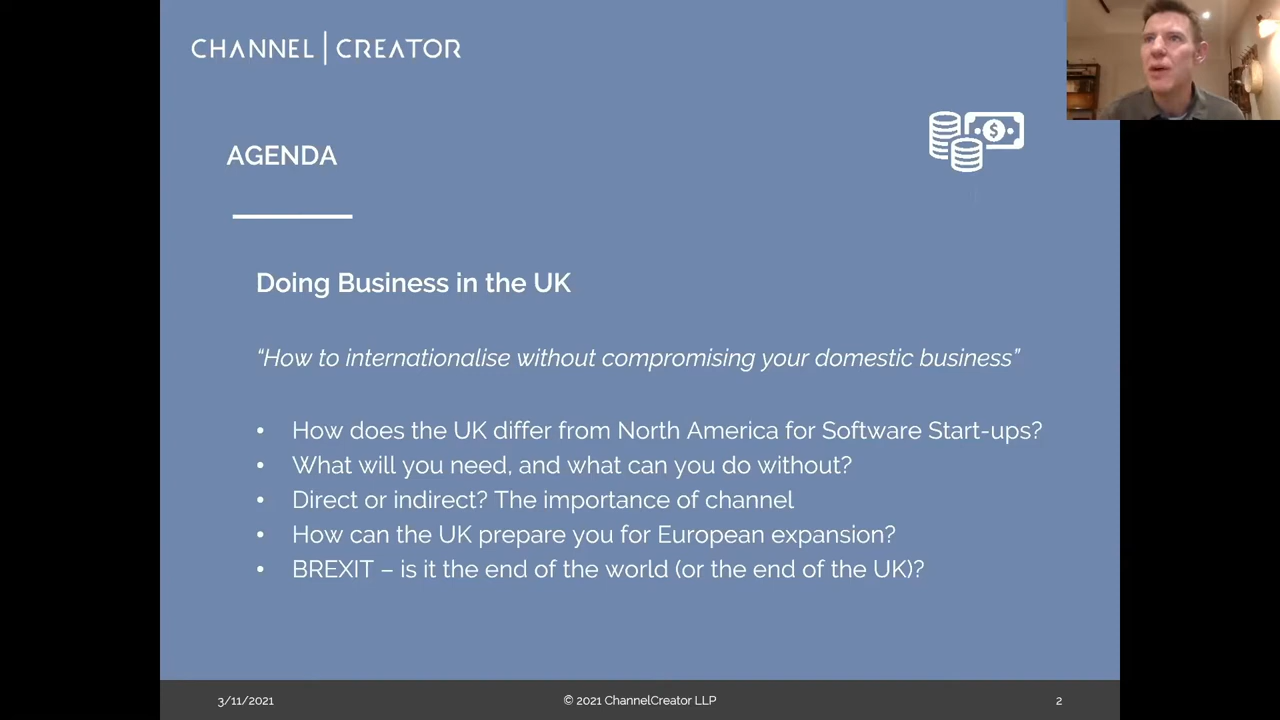 CHANNEL | CREATOR
AGENDA
Doing Business in the UK
“How to internationalise without compromising your domestic business”
• How does the UK differ from North America for Software Start-ups?
• What will you need, and what can you do without?
• Direct or indirect? The importance of channel
• How can the UK prepare you for European expansion?
• BREXIT – is it the end of the world (or the end of the UK)?
3/11/2021
© 2021 ChannelCreator LLP
2